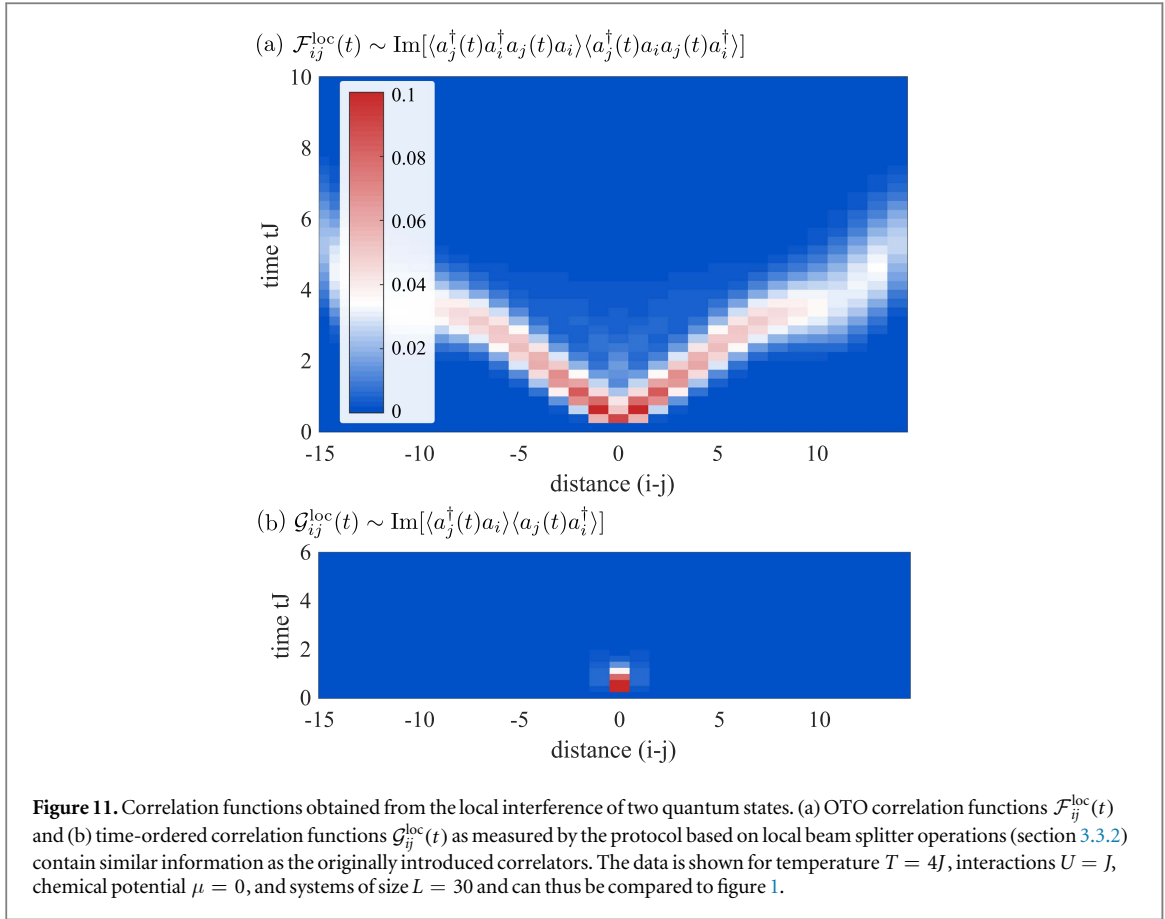 (a) $\mathcal{F}_{ij}^{\mathrm{loc}}(t) \sim \mathrm{Im}[\langle a_j^\dagger(t) a_i^\dagger a_j(t) a_i \rangle \langle a_j^\dagger(t) a_i a_j(t) a_i^\dagger \rangle]$
10
8
6
4
2
0
time tJ
0.1
0.08
0.06
0.04
0.02
0
-15 -10 -5 0 5 10
distance (i-j)
(b) $\mathcal{G}_{ij}^{\mathrm{loc}}(t) \sim \mathrm{Im}[\langle a_j^\dagger(t) a_i \rangle \langle a_j(t) a_i^\dagger \rangle]$
6
4
2
0
time tJ
-15 -10 -5 0 5 10
distance (i-j)
Figure 11. Correlation functions obtained from the local interference of two quantum states. (a) OTO correlation functions $\mathcal{F}_{ij}^{\mathrm{loc}}(t)$
and (b) time-ordered correlation functions $\mathcal{G}_{ij}^{\mathrm{loc}}(t)$ as measured by the protocol based on local beam splitter operations (section 3.3.2)
contain similar information as the originally introduced correlators. The data is shown for temperature $T = 4J$, interactions $U = J$,
chemical potential $\mu = 0$, and systems of size $L = 30$ and can thus be compared to figure 1.